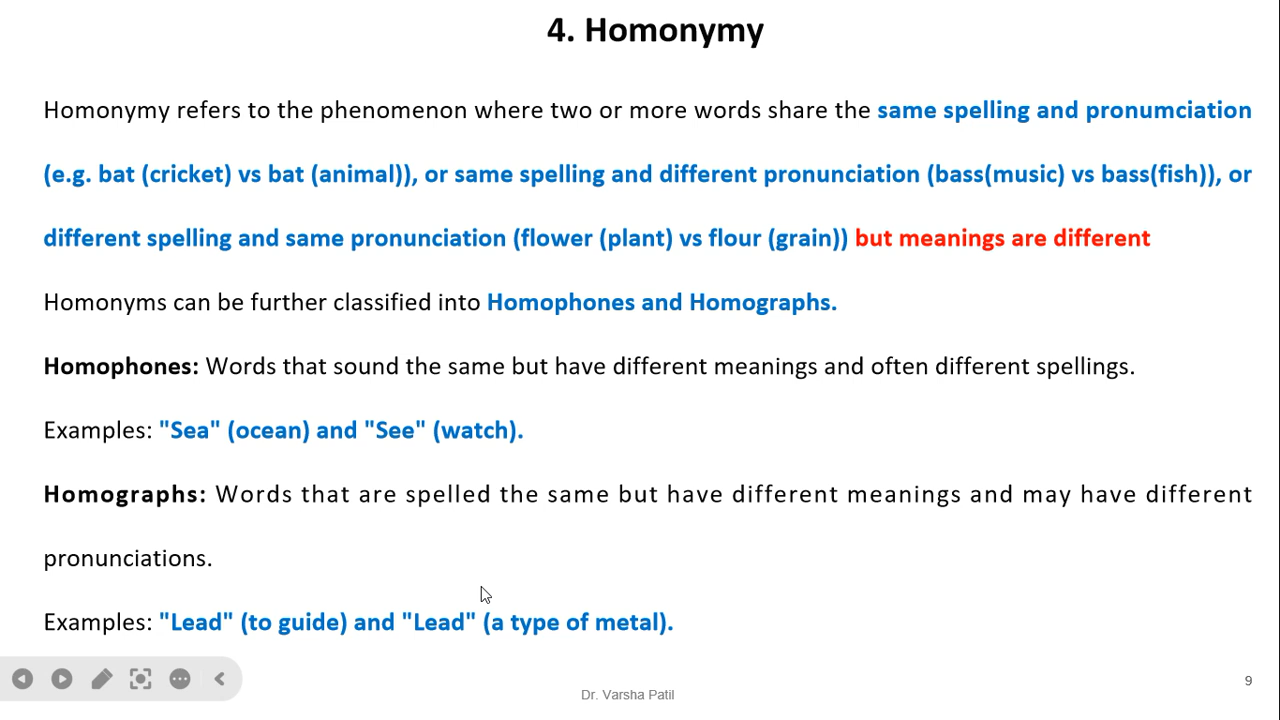 4. Homonymy
Homonymy refers to the phenomenon where two or more words share the same spelling and pronumciation
(e.g. bat (cricket) vs bat (animal)), or same spelling and different pronunciation (bass(music) vs bass(fish)), or
different spelling and same pronunciation (flower (plant) vs flour (grain)) but meanings are different
Homonyms can be further classified into Homophones and Homographs.
Homophones: Words that sound the same but have different meanings and often different spellings.
Examples: "Sea" (ocean) and "See" (watch).
Homographs: Words that are spelled the same but have different meanings and may have different
pronunciations.
Examples: "Lead" (to guide) and "Lead" (a type of metal).
Dr. Varsha Patil
9